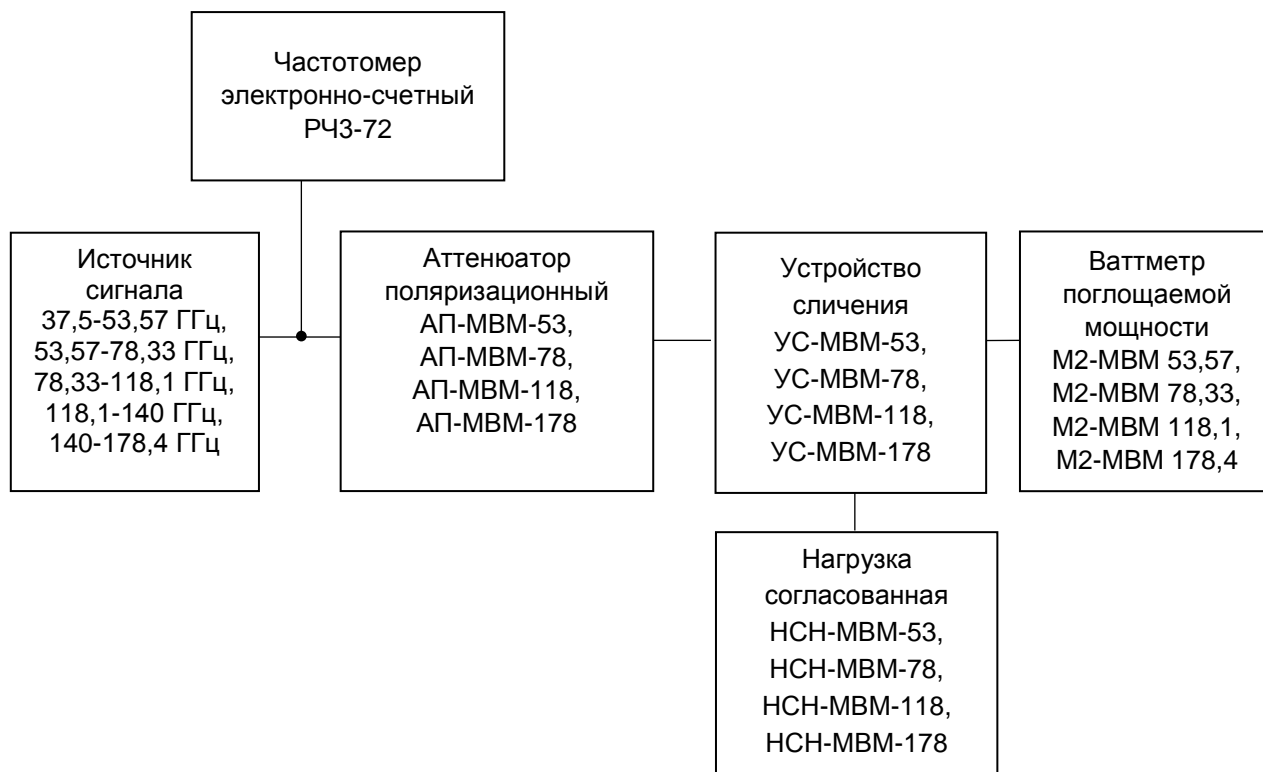 Частотомер
электронно-счетный
РЧ3-72
Источник
сигнала
37,5-53,57 ГГц,
53,57-78,33 ГГц,
78,33-118,1 ГГц,
118,1-140 ГГц,
140-178,4 ГГц
Аттенюатор
поляризационный
АП-МВМ-53,
АП-МВМ-78,
АП-МВМ-118,
АП-МВМ-178
Устройство
сличения
УС-МВМ-53,
УС-МВМ-78,
УС-МВМ-118,
УС-МВМ-178
Ваттметр
поглощаемой
мощности
М2-МВМ 53,57,
М2-МВМ 78,33,
М2-МВМ 118,1,
М2-МВМ 178,4
Нагрузка
согласованная
НСН-МВМ-53,
НСН-МВМ-78,
НСН-МВМ-118,
НСН-МВМ-178